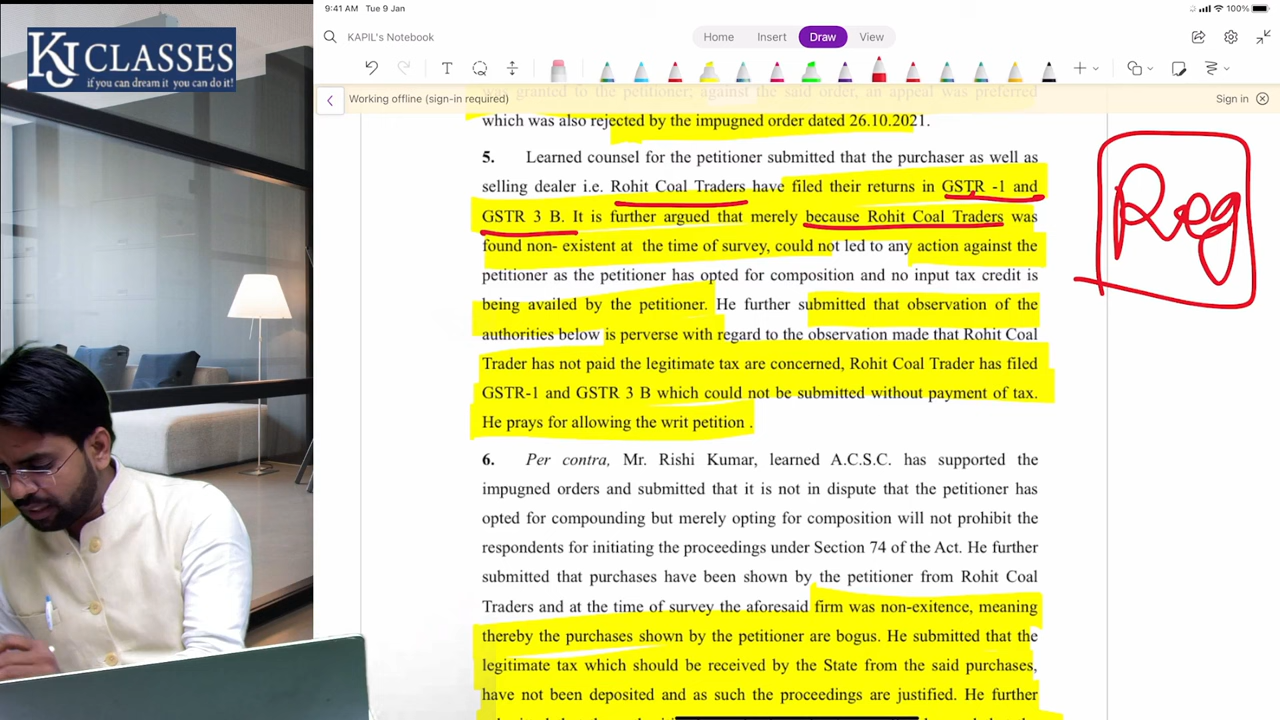 9:41 AM Tue 9 Jan
100%
KJ CLASSES
if you can dream it you can do it!
KAPIL's Notebook
Home Insert Draw View
T
Working offline (sign-in required)
Sign in
was granted to the petitioner, against the said order, an appeal was preferred
which was also rejected by the impugned order dated 26.10.2021.
5. Learned counsel for the petitioner submitted that the purchaser as well as
selling dealer i.e. Rohit Coal Traders have filed their returns in GSTR -1 and
GSTR 3 B. It is further argued that merely because Rohit Coal Traders was
found non- existent at the time of survey, could not led to any action against the
petitioner as the petitioner has opted for composition and no input tax credit is
being availed by the petitioner. He further submitted that observation of the
authorities below is perverse with regard to the observation made that Rohit Coal
Trader has not paid the legitimate tax are concerned, Rohit Coal Trader has filed
GSTR-1 and GSTR 3 B which could not be submitted without payment of tax.
He prays for allowing the writ petition .
Reg
6. Per contra, Mr. Rishi Kumar, learned A.C.S.C. has supported the
impugned orders and submitted that it is not in dispute that the petitioner has
opted for compounding but merely opting for composition will not prohibit the
respondents for initiating the proceedings under Section 74 of the Act. He further
submitted that purchases have been shown by the petitioner from Rohit Coal
Traders and at the time of survey the aforesaid firm was non-exitence, meaning
thereby the purchases shown by the petitioner are bogus. He submitted that the
legitimate tax which should be received by the State from the said purchases,
have not been deposited and as such the proceedings are justified. He further